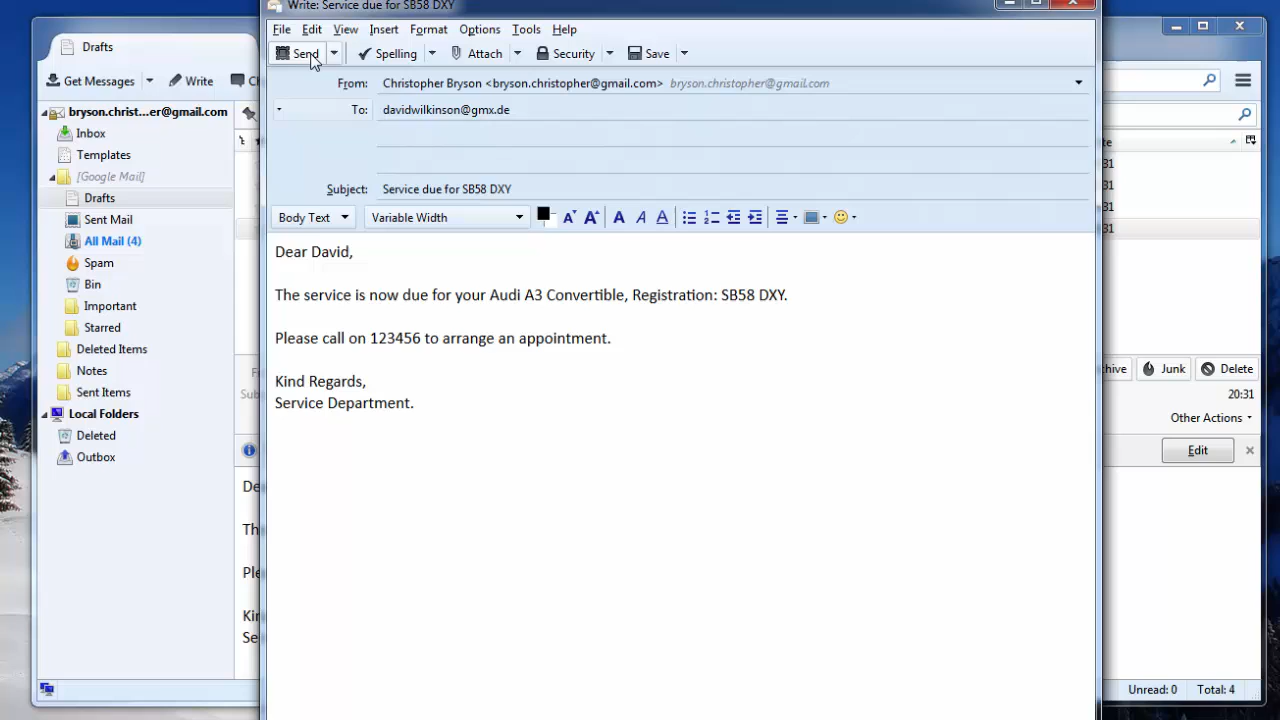 Write: Service due for SB58 DXY
File Edit View Insert Format Options Tools Help
Send Spelling Attach Security Save
From: Christopher Bryson <bryson.christopher@gmail.com> bryson.christopher@gmail.com
To: davidwilkinson@gmx.de
Subject: Service due for SB58 DXY
Body Text Variable Width
Dear David,
The service is now due for your Audi A3 Convertible, Registration: SB58 DXY.
Please call on 123456 to arrange an appointment.
Kind Regards,
Service Department.
Drafts
Get Messages Write
bryson.christ...er@gmail.com
Inbox
Templates
[Google Mail]
Drafts
Sent Mail
All Mail (4)
Spam
Bin
Important
Starred
Deleted Items
Notes
Sent Items
Local Folders
Deleted
Outbox
31
31
31
31
Junk Delete
20:31
Other Actions
Edit
Unread: 0 Total: 4